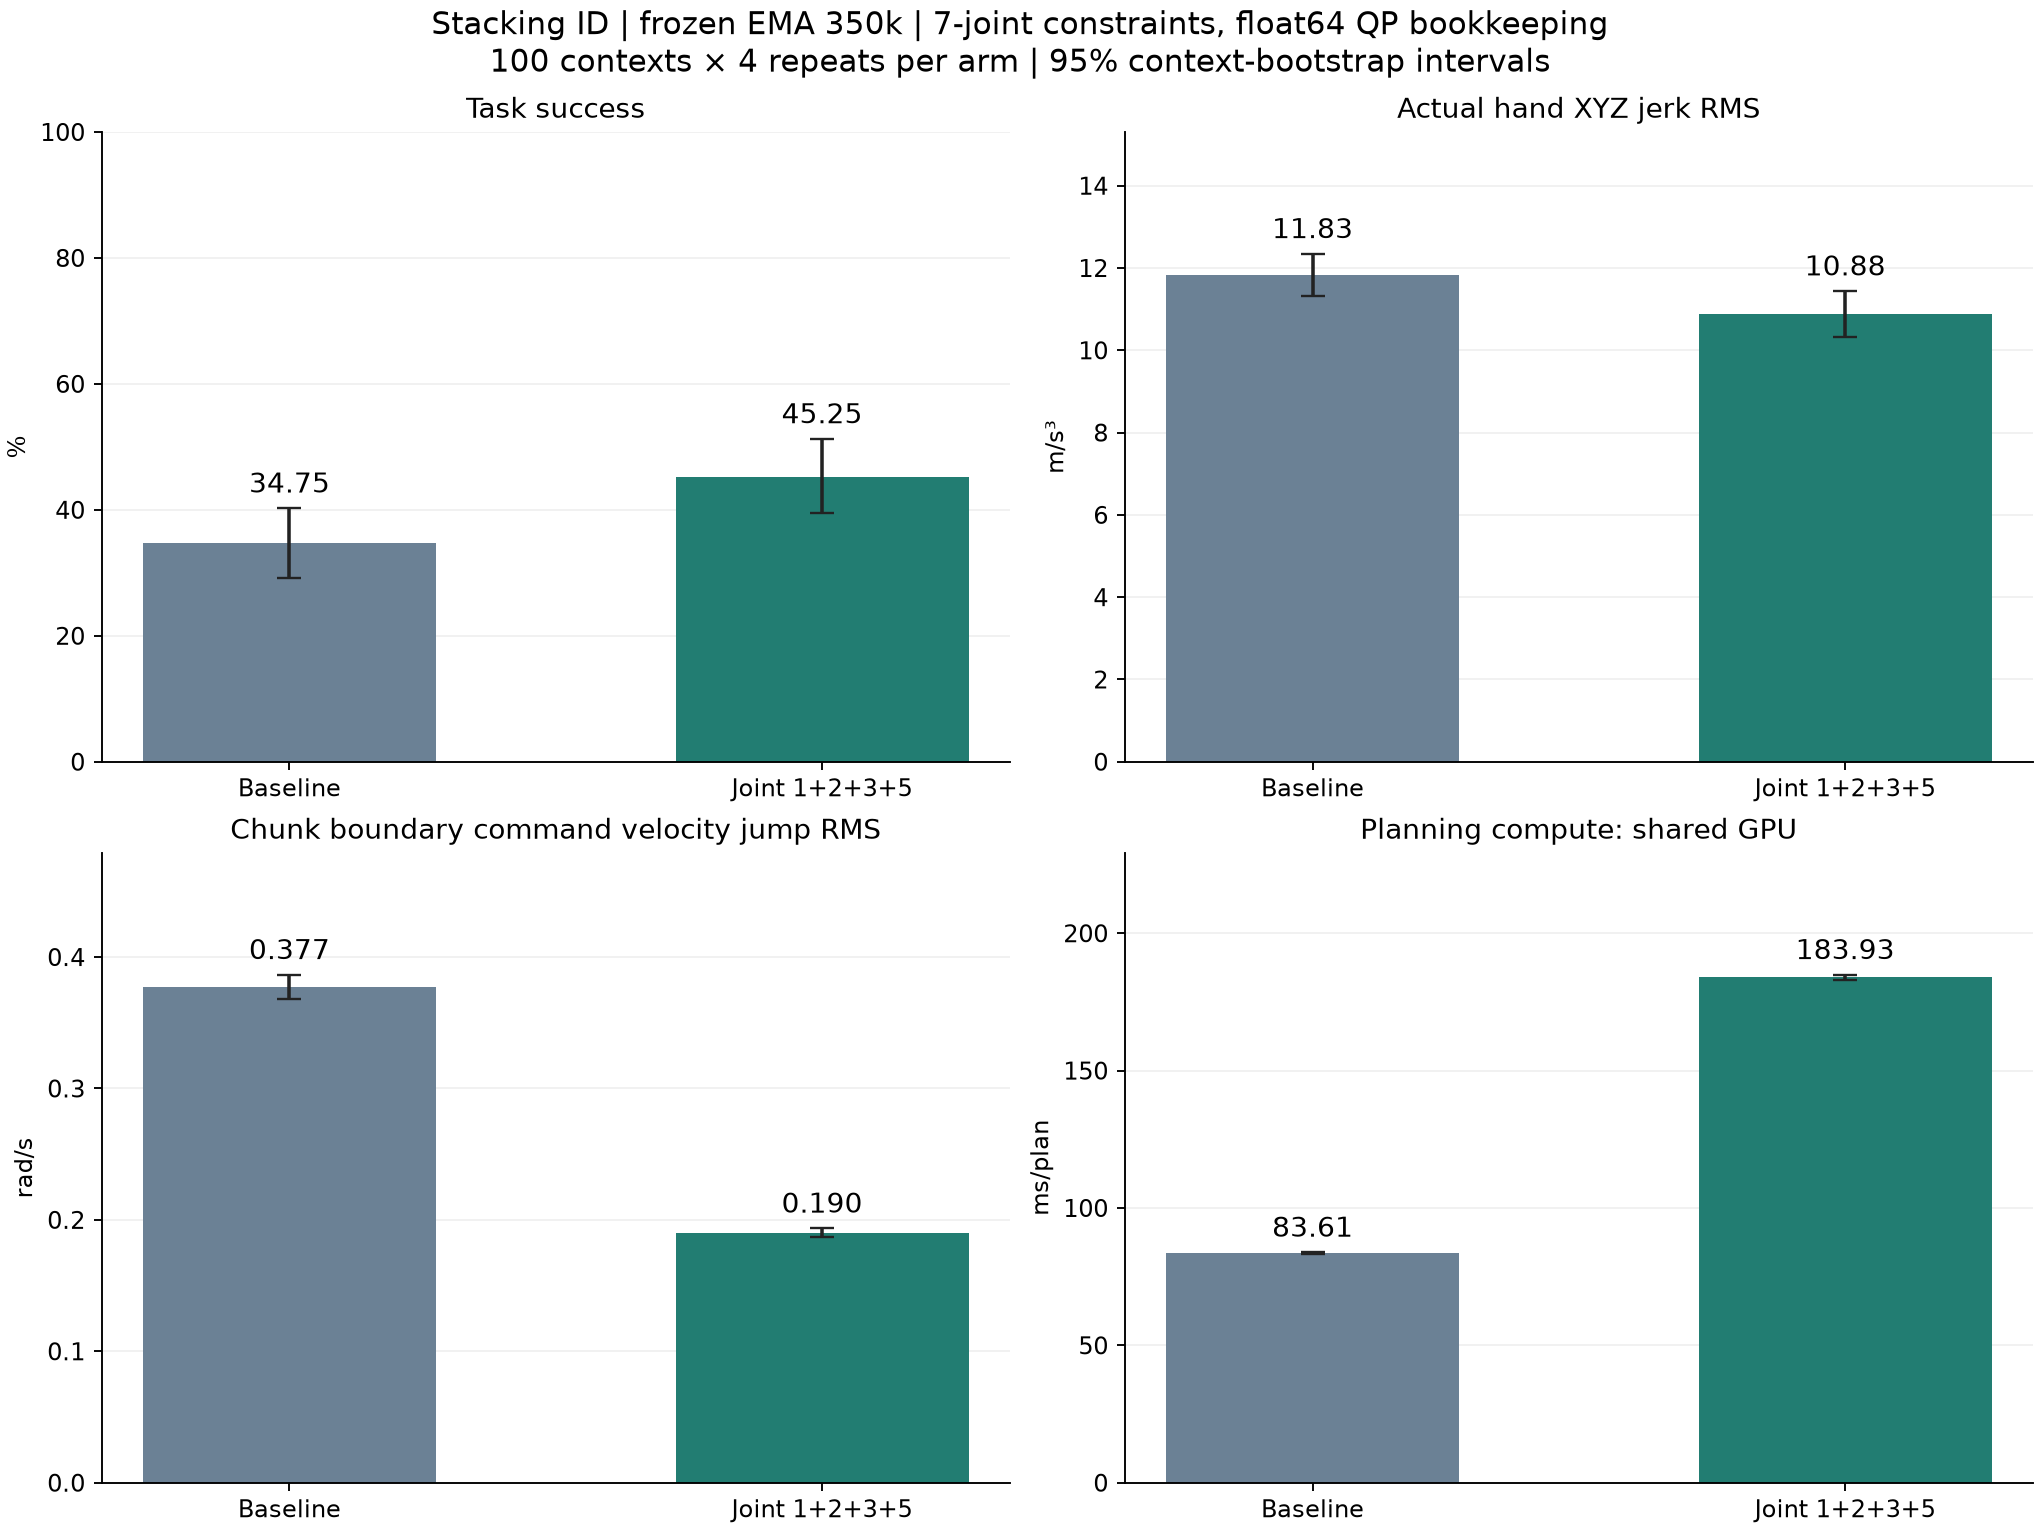 Stacking ID | frozen EMA 350k | 7-joint constraints, float64 QP bookkeeping
100 contexts × 4 repeats per arm | 95% context-bootstrap intervals
Task success
100
80
60
40
20
0
%
34.75
45.25
Baseline
Joint 1+2+3+5
Actual hand XYZ jerk RMS
14
12
10
8
6
4
2
0
m/s³
11.83
10.88
Baseline
Joint 1+2+3+5
Chunk boundary command velocity jump RMS
0.4
0.3
0.2
0.1
0.0
rad/s
0.377
0.190
Baseline
Joint 1+2+3+5
Planning compute: shared GPU
200
150
100
50
0
ms/plan
83.61
183.93
Baseline
Joint 1+2+3+5